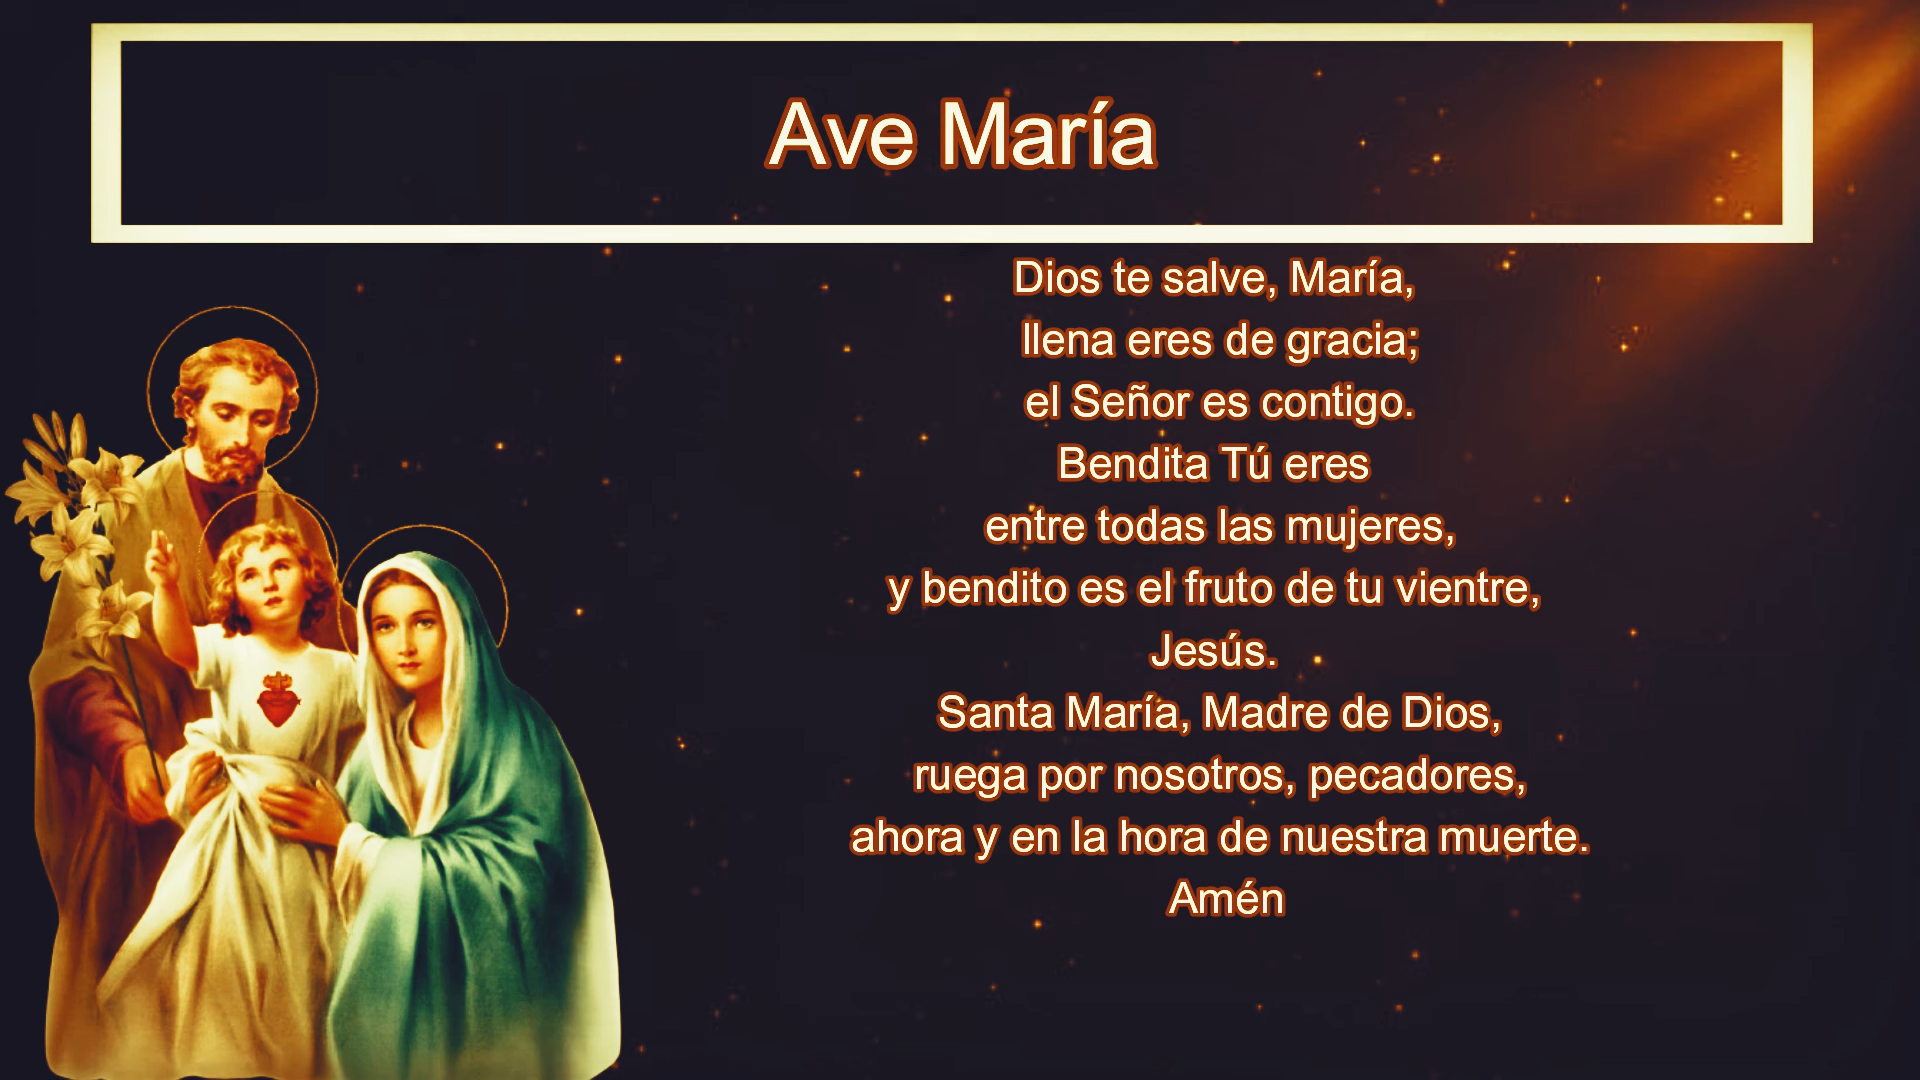 Ave María
Dios te salve, María,
llena eres de gracia;
el Señor es contigo.
Bendita Tú eres
entre todas las mujeres,
y bendito es el fruto de tu vientre,
Jesús.
Santa María, Madre de Dios,
ruega por nosotros, pecadores,
ahora y en la hora de nuestra muerte.
Amén